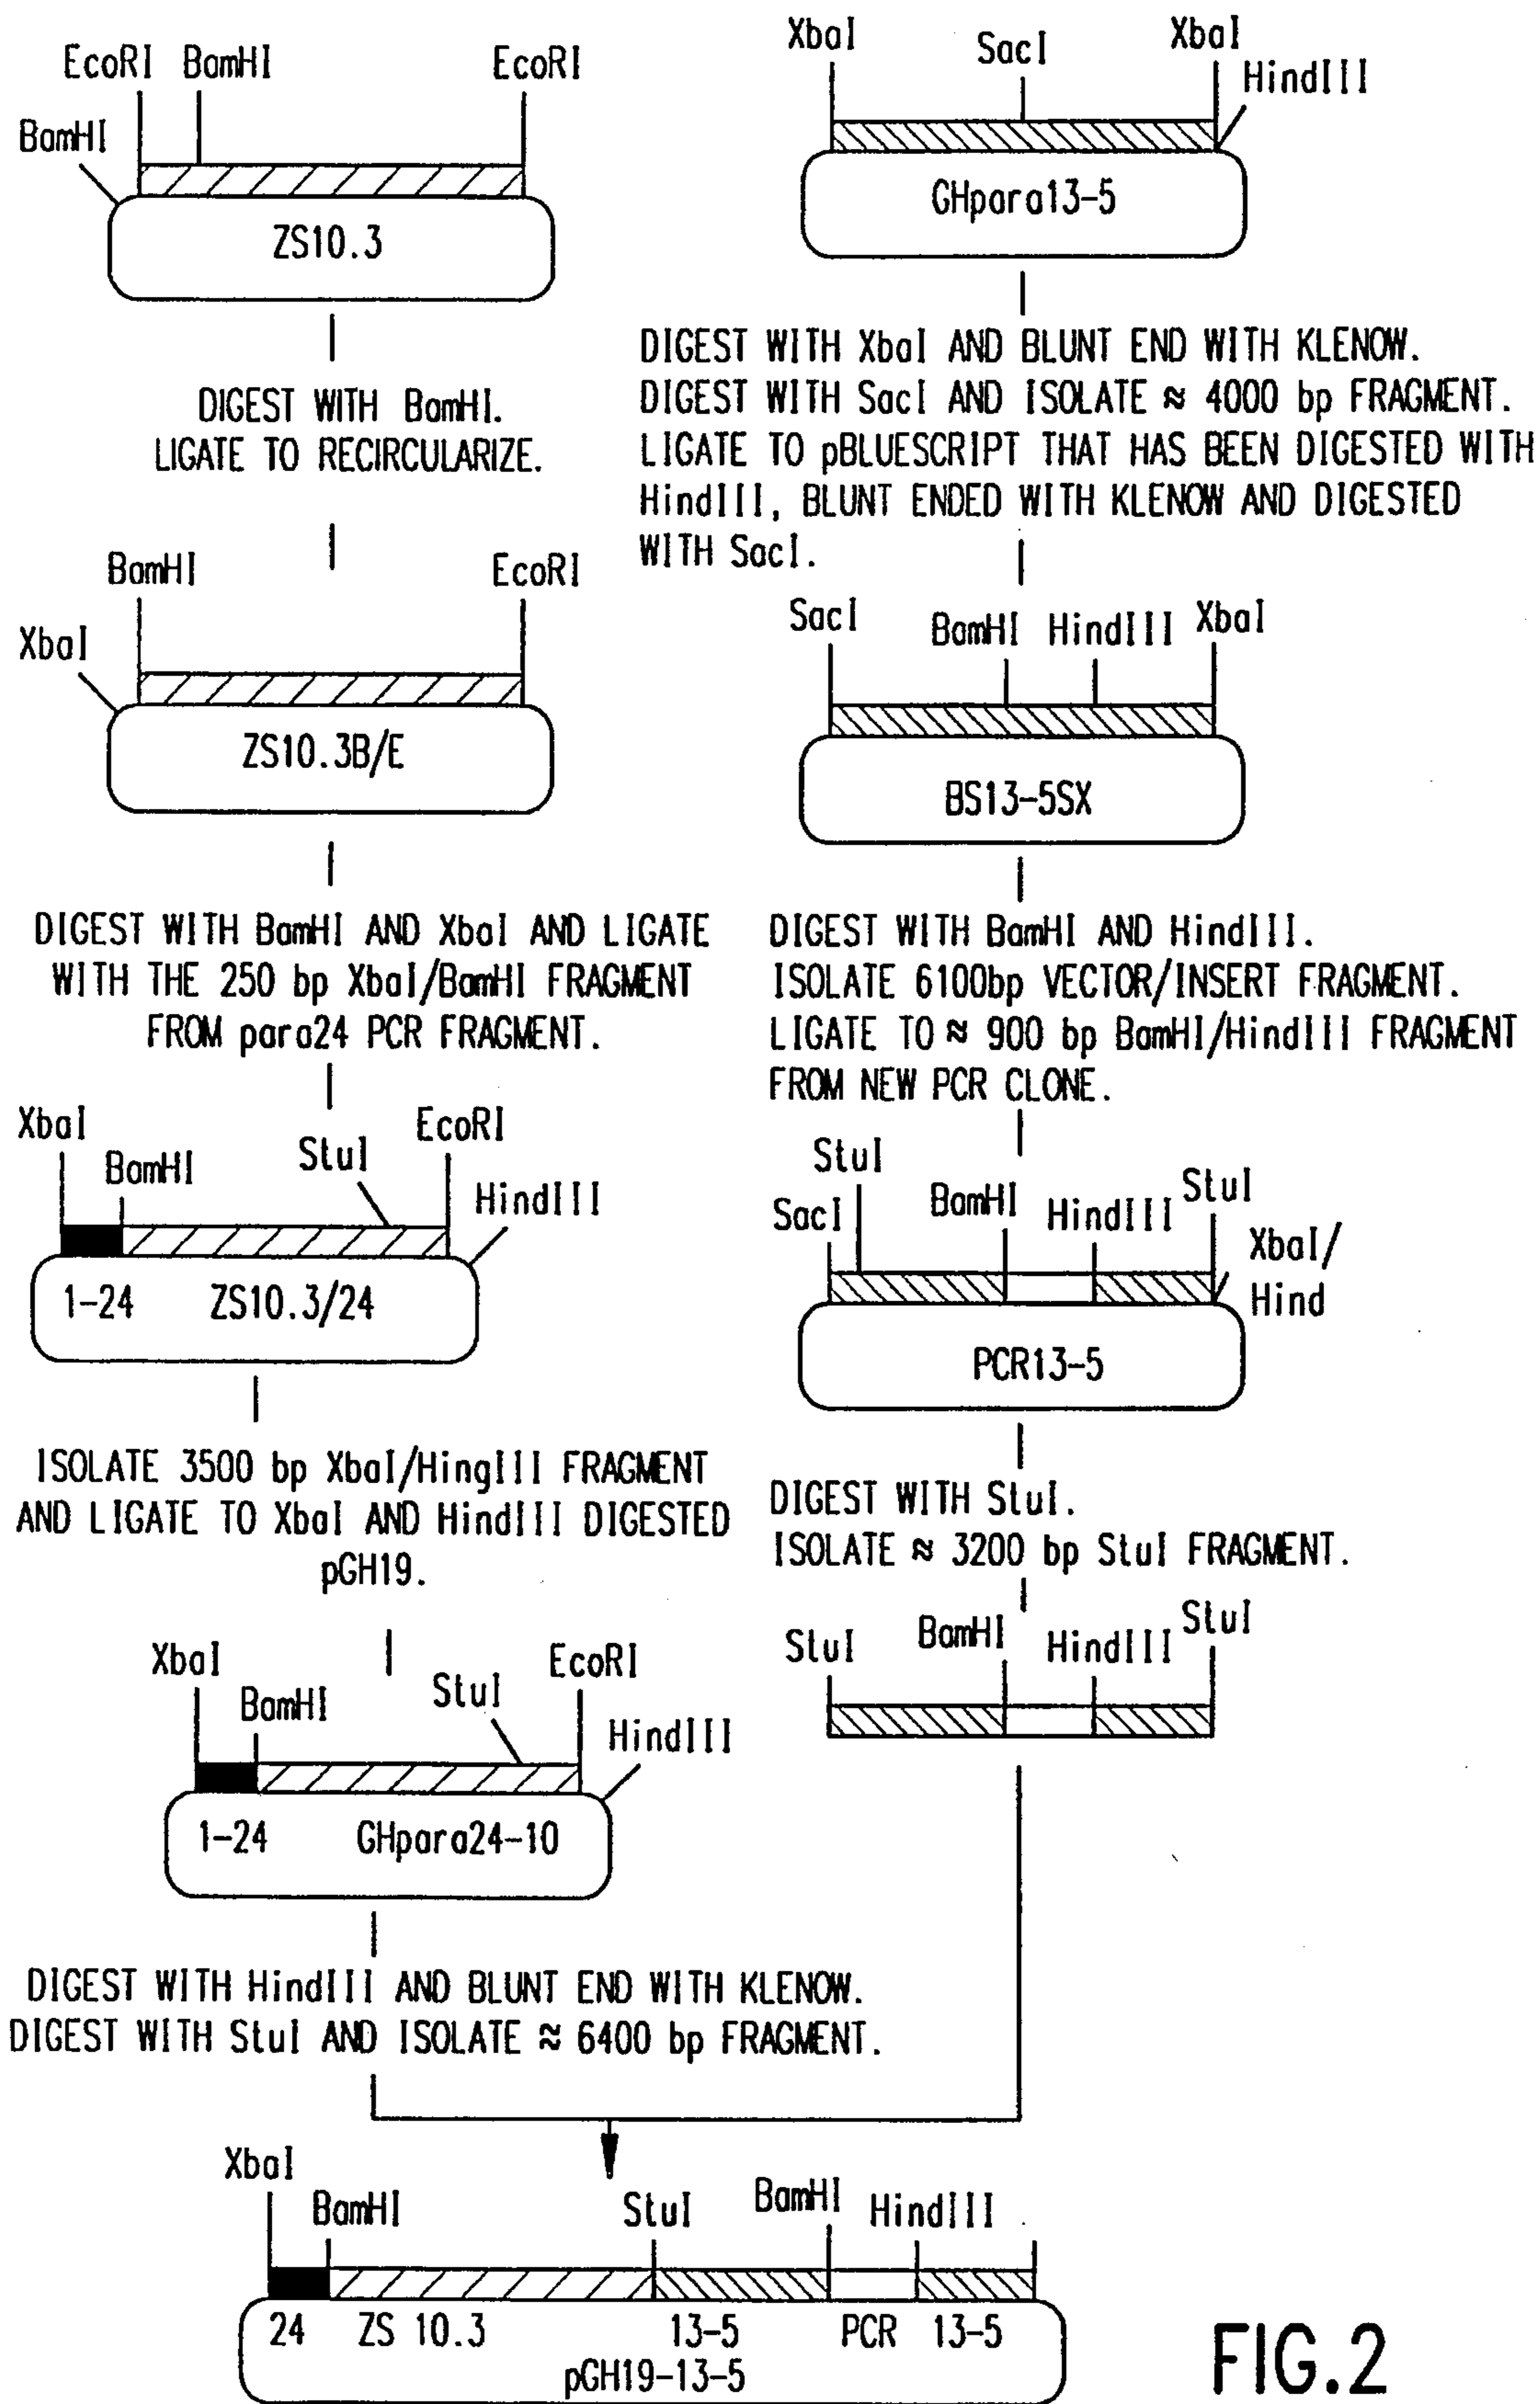 EcoRI BamHI EcoRI
BamHI
ZS10.3
DIGEST WITH BamHI.
LIGATE TO RECIRCULARIZE.
BamHI EcoRI
XbaI
ZS10.3B/E
DIGEST WITH BamHI AND XbaI AND LIGATE
WITH THE 250 bp XbaI/BamHI FRAGMENT
FROM para24 PCR FRAGMENT.
XbaI EcoRI
BamHI StuI
HindIII
1-24 ZS10.3/24
ISOLATE 3500 bp XbaI/HingIII FRAGMENT
AND LIGATE TO XbaI AND HindIII DIGESTED
pGH19.
XbaI EcoRI
BamHI StuI
HindIII
1-24 GHpara24-10
DIGEST WITH HindIII AND BLUNT END WITH KLENOW.
DIGEST WITH StuI AND ISOLATE ≈ 6400 bp FRAGMENT.
XbaI SacI XbaI
HindIII
GHpara13-5
DIGEST WITH XbaI AND BLUNT END WITH KLENOW.
DIGEST WITH SacI AND ISOLATE ≈ 4000 bp FRAGMENT.
LIGATE TO pBLUESCRIPT THAT HAS BEEN DIGESTED WITH
HindIII, BLUNT ENDED WITH KLENOW AND DIGESTED
WITH SacI.
SacI BamHI HindIII XbaI
BS13-5SX
DIGEST WITH BamHI AND HindIII.
ISOLATE 6100bp VECTOR/INSERT FRAGMENT.
LIGATE TO ≈ 900 bp BamHI/HindIII FRAGMENT
FROM NEW PCR CLONE.
StuI
SacI BamHI HindIII StuI
XbaI/
Hind
PCR13-5
DIGEST WITH StuI.
ISOLATE ≈ 3200 bp StuI FRAGMENT.
StuI BamHI HindIII StuI
XbaI
BamHI StuI BamHI HindIII
24 ZS 10.3 13-5 PCR 13-5
pGH19-13-5
FIG.2